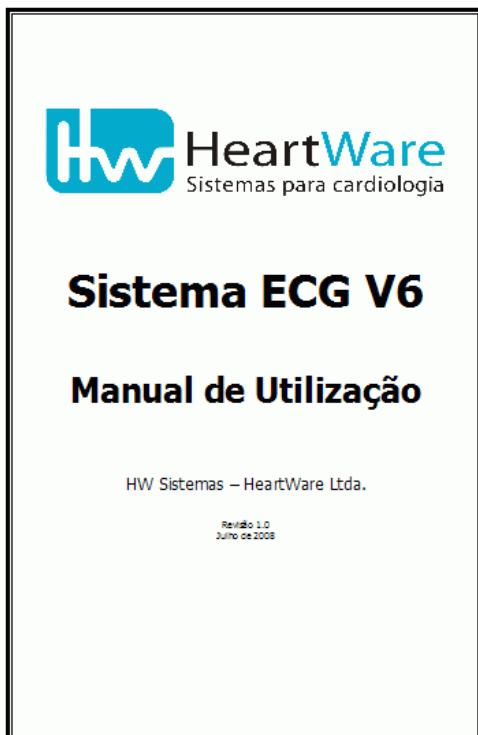 Hw HeartWare
Sistemas para cardiologia
Sistema ECG V6
Manual de Utilização
HW Sistemas – HeartWare Ltda.
Revisão 1.0
Julho de 2008